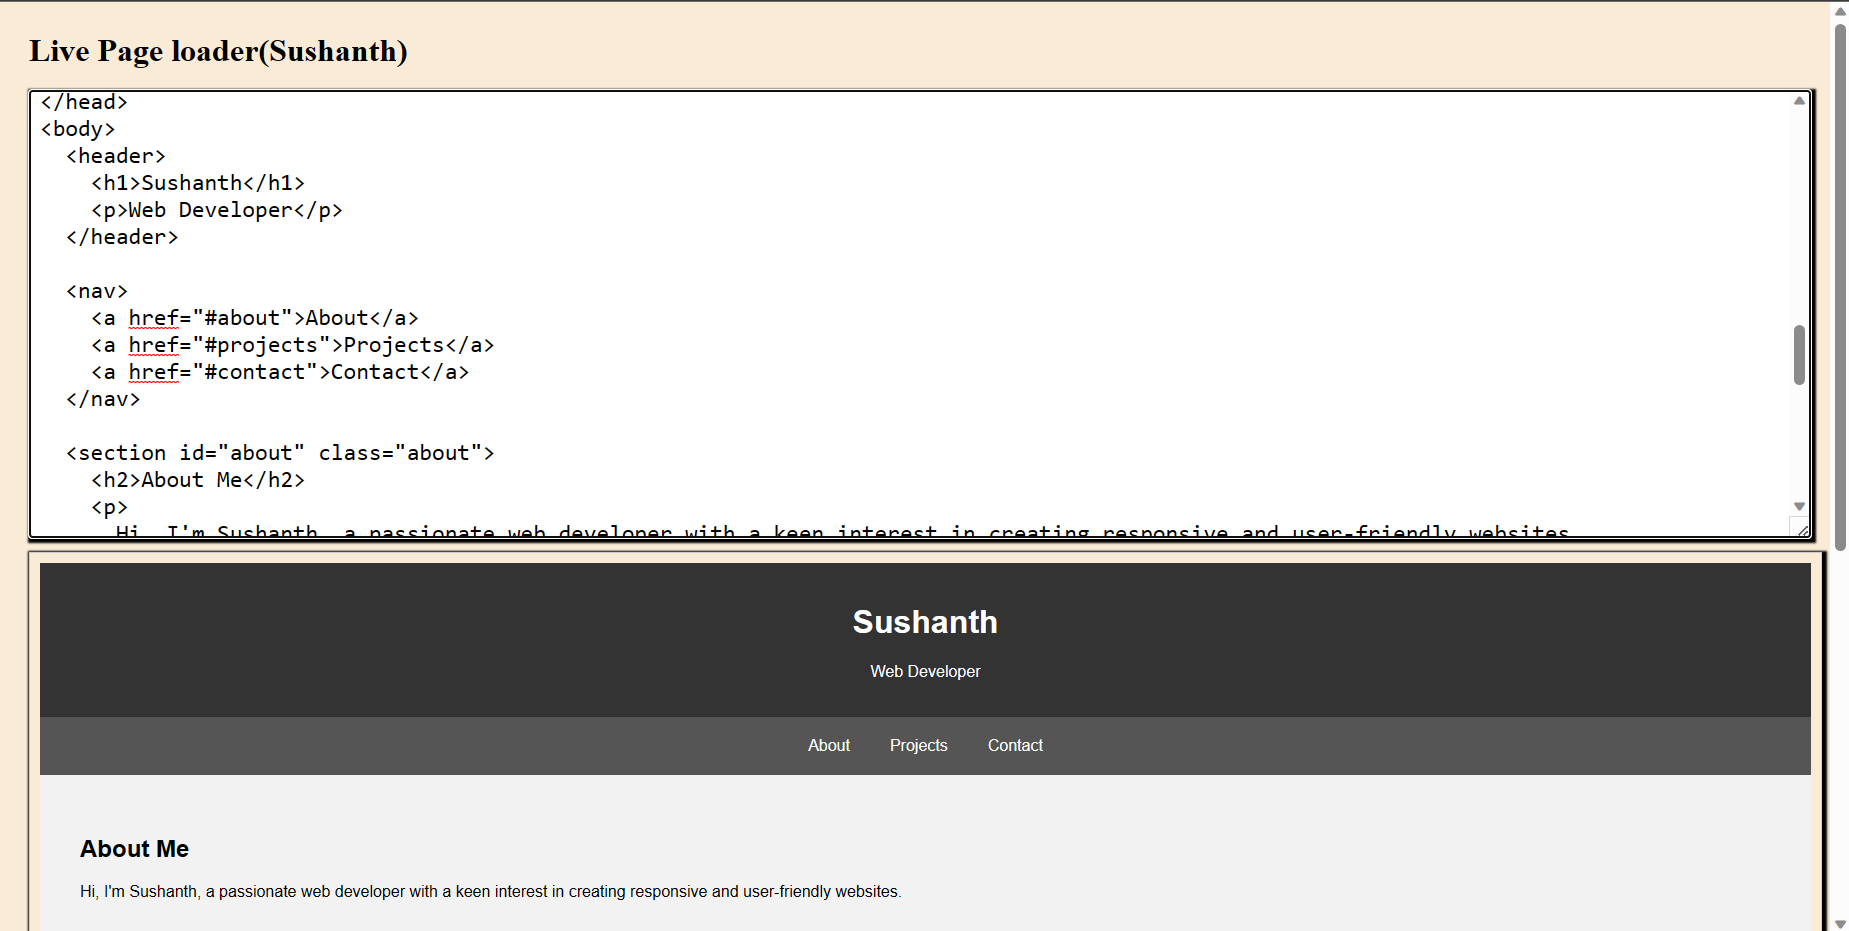 Live Page loader(Sushanth)
</head>
<body>
  <header>
    <h1>Sushanth</h1>
    <p>Web Developer</p>
  </header>

  <nav>
    <a href="#about">About</a>
    <a href="#projects">Projects</a>
    <a href="#contact">Contact</a>
  </nav>

  <section id="about" class="about">
    <h2>About Me</h2>
    <p>
      Hi, I'm Sushanth, a passionate web developer with a keen interest in creating responsive and user-friendly websites.
Sushanth
Web Developer
About Projects Contact
About Me
Hi, I'm Sushanth, a passionate web developer with a keen interest in creating responsive and user-friendly websites.